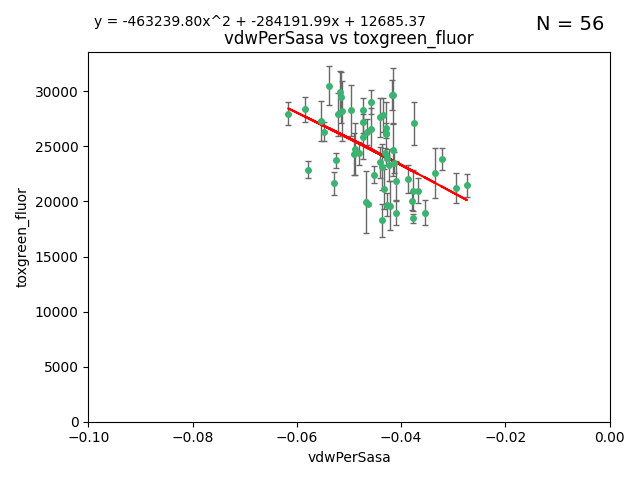 y = -463239.80x^2 + -284191.99x + 12685.37
N = 56
vdwPerSasa vs toxgreen_fluor
toxgreen_fluor
30000
25000
20000
15000
10000
5000
0
−0.10
−0.08
−0.06
−0.04
−0.02
0.00
vdwPerSasa